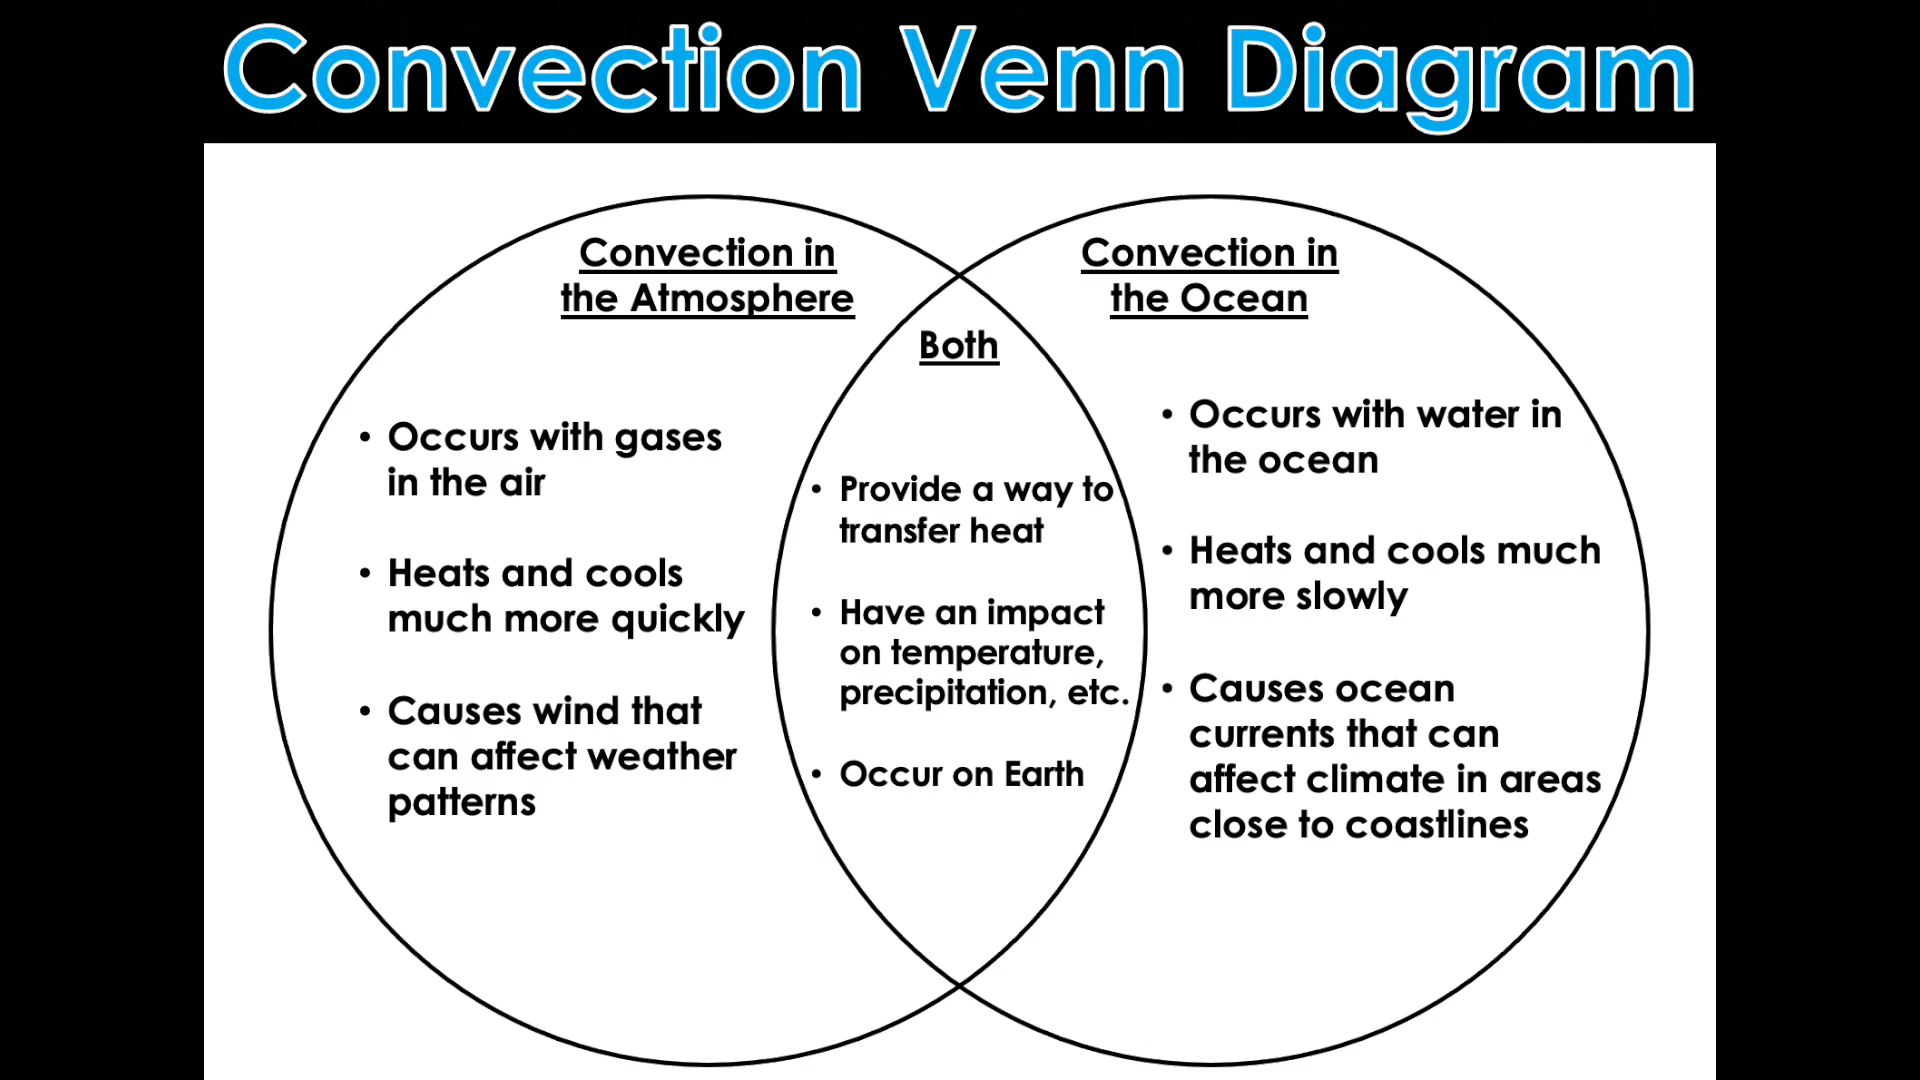 Convection Venn Diagram
Convection in
the Atmosphere
• Occurs with gases
in the air
• Heats and cools
much more quickly
• Causes wind that
can affect weather
patterns
Both
• Provide a way to
transfer heat
• Have an impact
on temperature,
precipitation, etc.
• Occur on Earth
Convection in
the Ocean
• Occurs with water in
the ocean
• Heats and cools much
more slowly
• Causes ocean
currents that can
affect climate in areas
close to coastlines